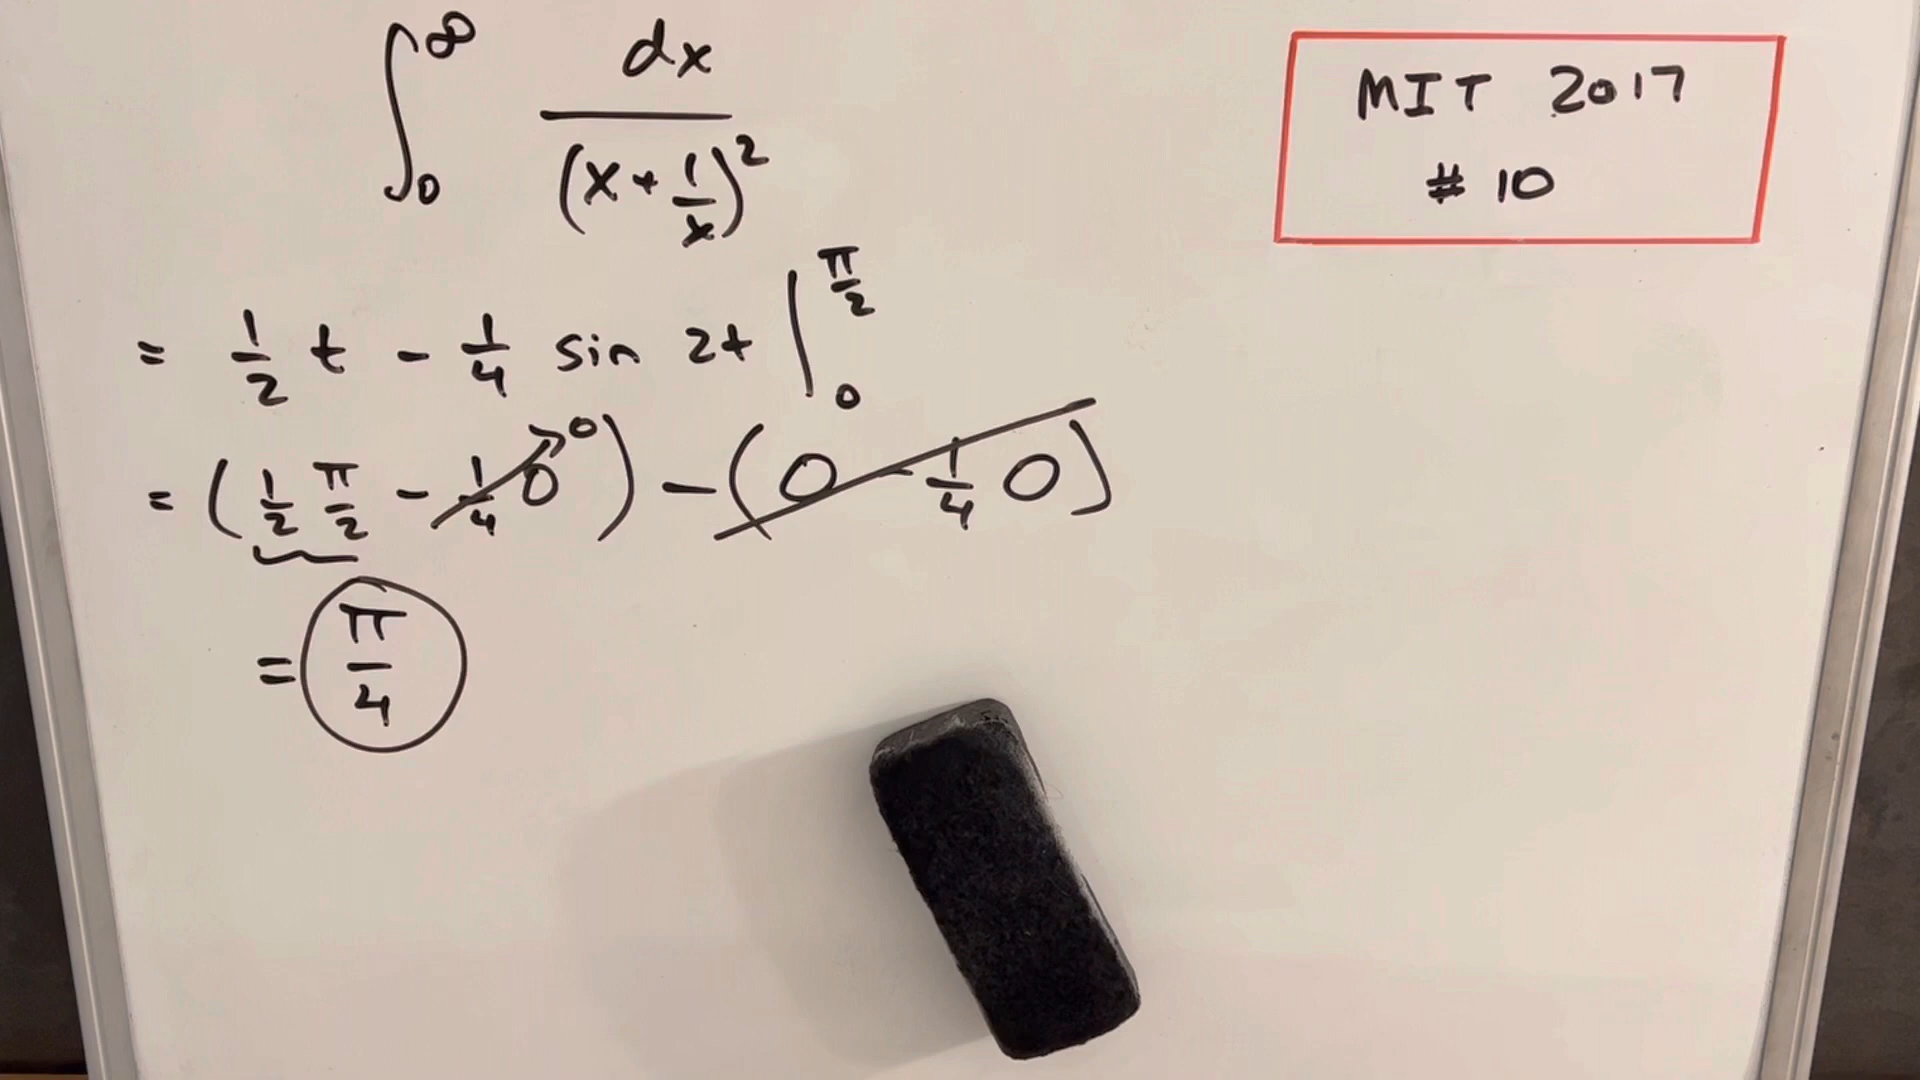 ∫₀^∞ dx / (x + 1/x)²
MIT 2017
# 10
= 1/2 t - 1/4 sin 2t |₀^(π/2)
= (1/2 π/2 - 1/4 0 → 0) - (0 - 1/4 0)
= π/4